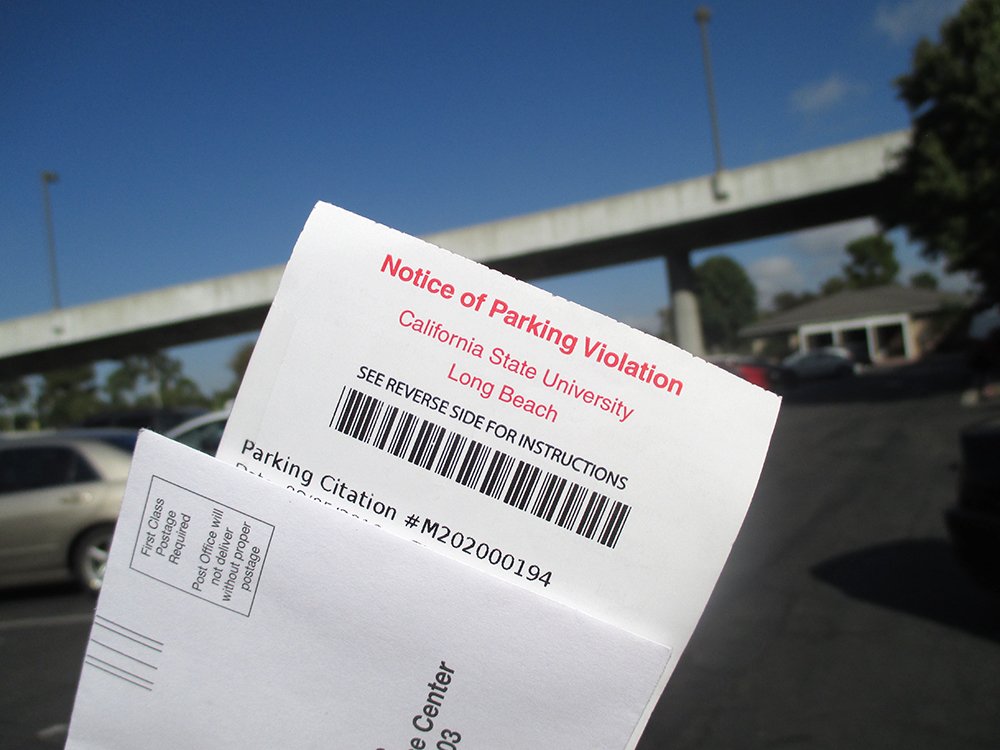 Notice of Parking Violation
California State University
Long Beach
SEE REVERSE SIDE FOR INSTRUCTIONS
Parking Citation #M202000194
First Class
Postage
Required
Post Office will
not deliver
without proper
postage
Center
03